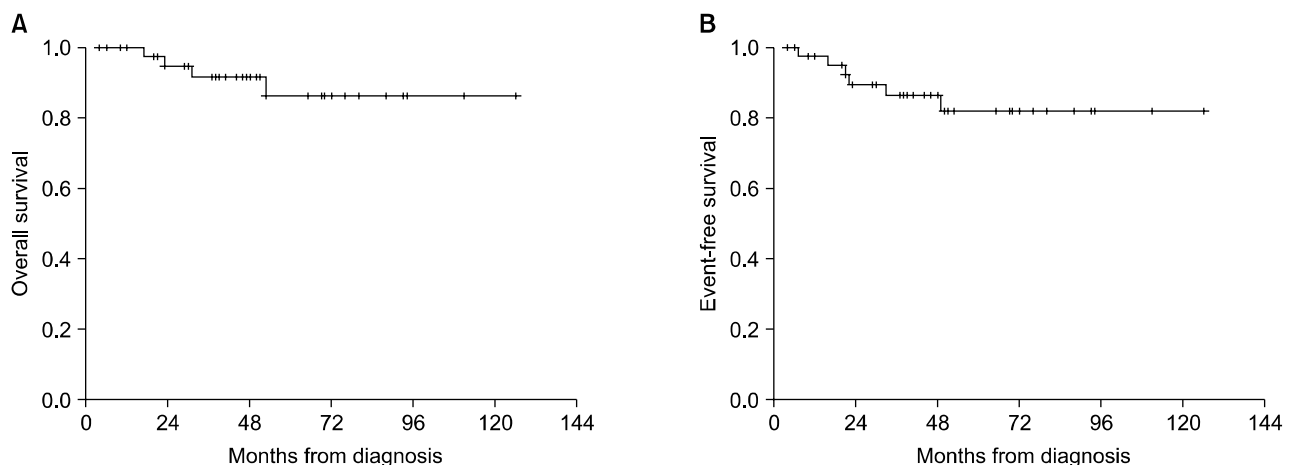 A
1.0
0.8
0.6
0.4
0.2
0.0
Overall survival
0 24 48 72 96 120 144
Months from diagnosis
B
1.0
0.8
0.6
0.4
0.2
0.0
Event-free survival
0 24 48 72 96 120 144
Months from diagnosis